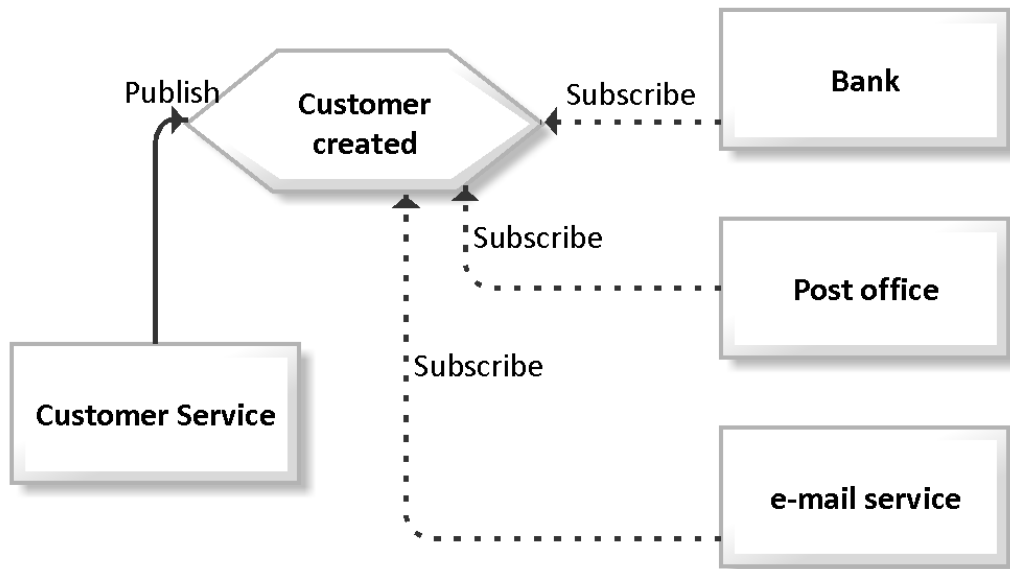 Publish
Customer
created
Subscribe
Bank
Subscribe
Post office
Subscribe
Customer Service
e-mail service